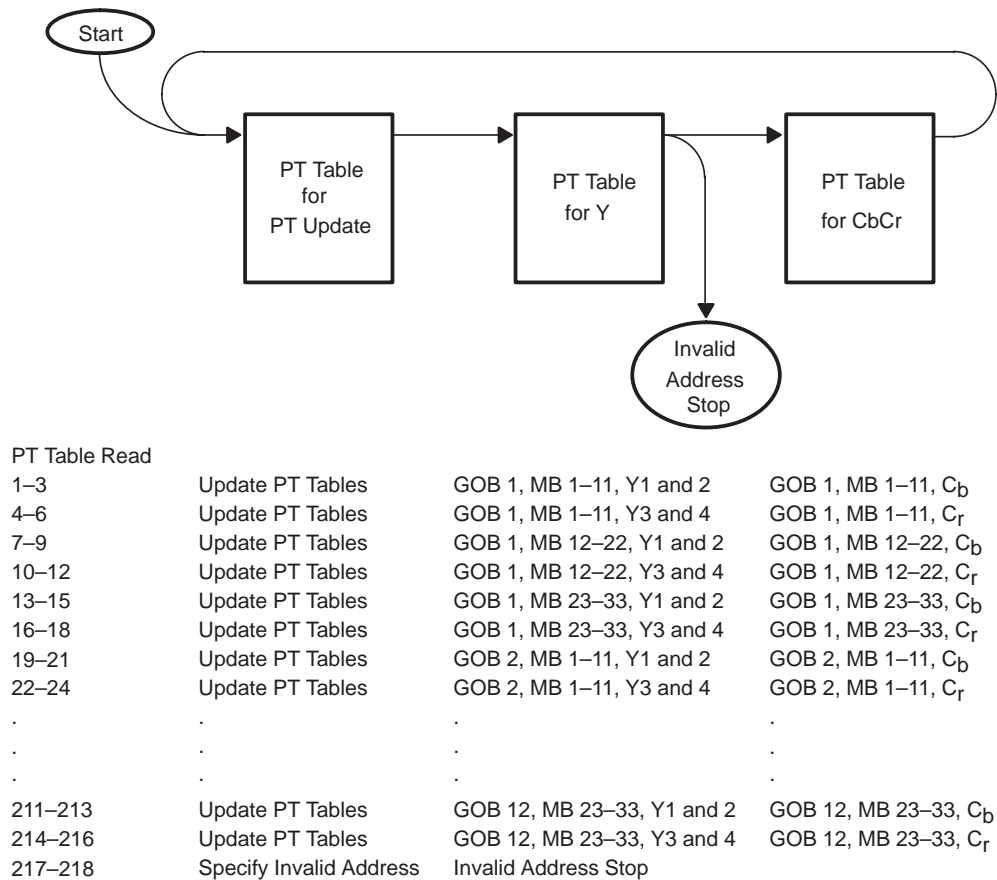 Start
PT Table
for
PT Update
PT Table
for Y
PT Table
for CbCr
Invalid
Address
Stop
PT Table Read
1–3 Update PT Tables GOB 1, MB 1–11, Y1 and 2 GOB 1, MB 1–11, Cb
4–6 Update PT Tables GOB 1, MB 1–11, Y3 and 4 GOB 1, MB 1–11, Cr
7–9 Update PT Tables GOB 1, MB 12–22, Y1 and 2 GOB 1, MB 12–22, Cb
10–12 Update PT Tables GOB 1, MB 12–22, Y3 and 4 GOB 1, MB 12–22, Cr
13–15 Update PT Tables GOB 1, MB 23–33, Y1 and 2 GOB 1, MB 23–33, Cb
16–18 Update PT Tables GOB 1, MB 23–33, Y3 and 4 GOB 1, MB 23–33, Cr
19–21 Update PT Tables GOB 2, MB 1–11, Y1 and 2 GOB 2, MB 1–11, Cb
22–24 Update PT Tables GOB 2, MB 1–11, Y3 and 4 GOB 2, MB 1–11, Cr
. . . .
. . . .
. . . .
211–213 Update PT Tables GOB 12, MB 23–33, Y1 and 2 GOB 12, MB 23–33, Cb
214–216 Update PT Tables GOB 12, MB 23–33, Y3 and 4 GOB 12, MB 23–33, Cr
217–218 Specify Invalid Address Invalid Address Stop